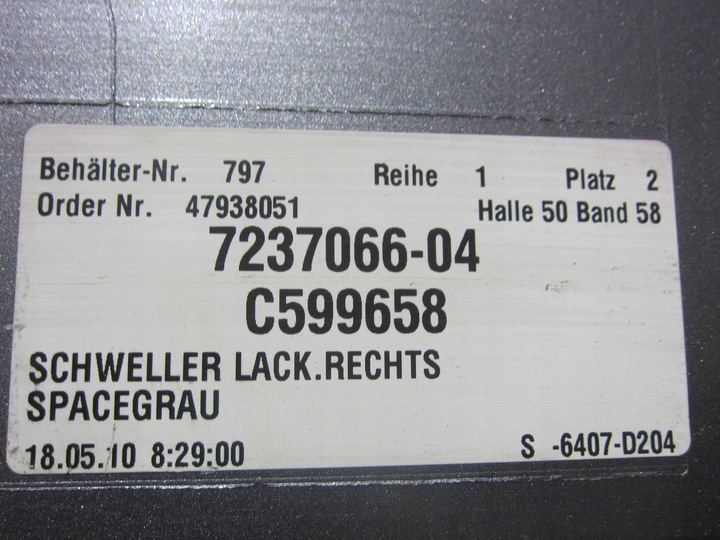 Behälter-Nr. 797 Reihe 1 Platz 2
Order Nr. 47938051 Halle 50 Band 58
7237066-04
C599658
SCHWELLER LACK.RECHTS
SPACEGRAU
18.05.10 8:29:00 S -6407-D204